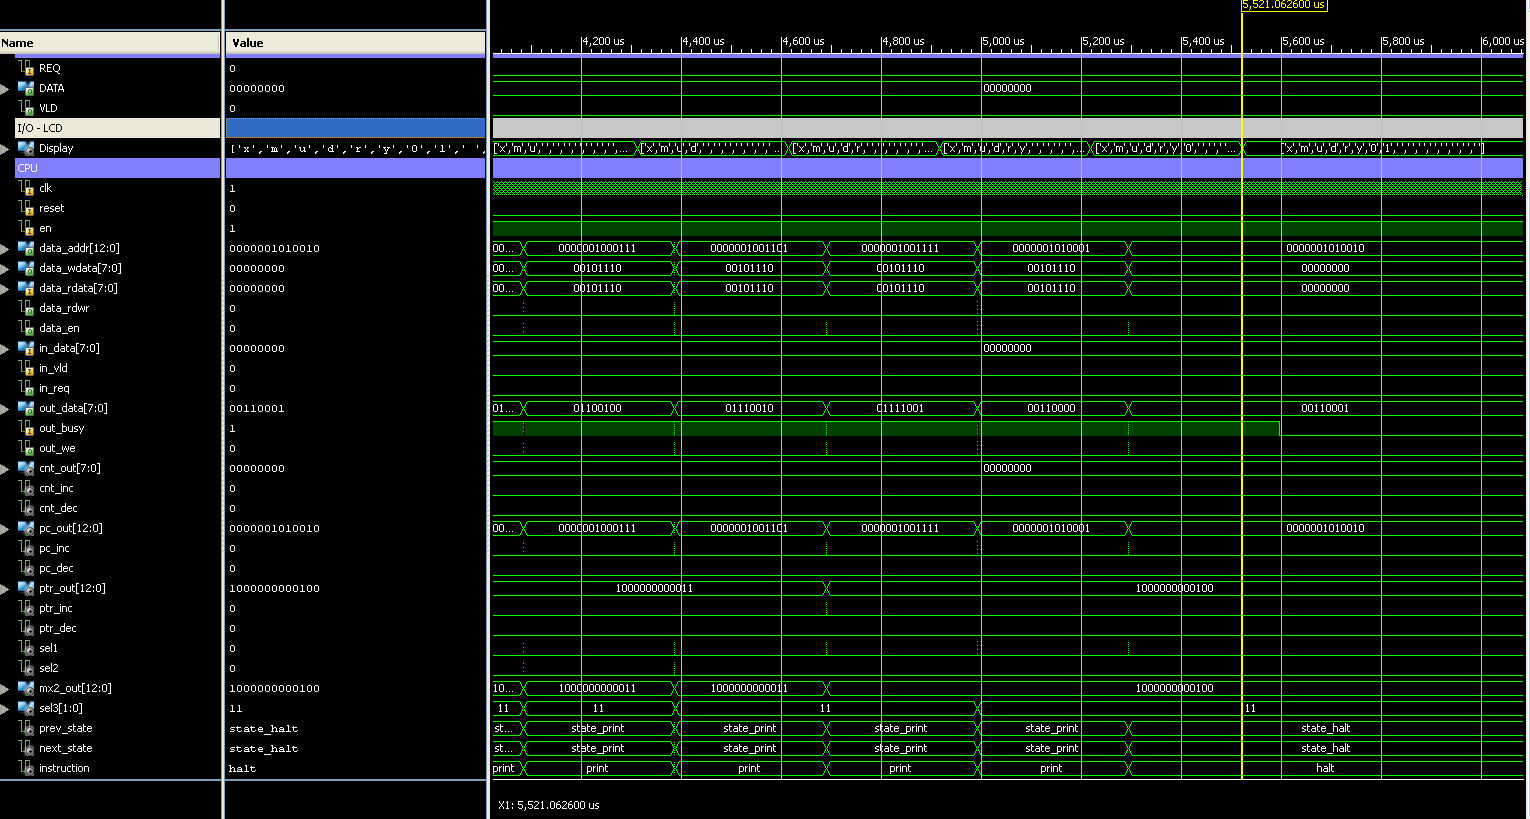 5,521.062600 us
Name Value 4,200 us 4,400 us 4,600 us 4,800 us 5,000 us 5,200 us 5,400 us 5,600 us 5,800 us 6,000 us
REQ 0
DATA 00000000 00000000
VLD 0
I/O - LCD
Display ['x','m','u','d','r','y','0','1',' ',
CPU
clk 1
reset 0
en 1
data_addr[12:0] 0000001010010 00... 0000001000111 0000001001101 0000001001111 0000001010001 0000001010010
data_wdata[7:0] 00000000 00... 00101110 00101110 00101110 00101110 00000000
data_rdata[7:0] 00000000 00... 00101110 00101110 00101110 00101110 00000000
data_rdwr 0
data_en 0
in_data[7:0] 00000000 00000000
in_vld 0
in_req 0
out_data[7:0] 00110001 01... 01100100 01110010 01111001 00110000 00110001
out_busy 1
out_we 0
cnt_out[7:0] 00000000 00000000
cnt_inc 0
cnt_dec 0
pc_out[12:0] 0000001010010 00... 0000001000111 0000001001101 0000001001111 0000001010001 0000001010010
pc_inc 0
pc_dec 0
ptr_out[12:0] 1000000000100 1000000000011 1000000000100
ptr_inc 0
ptr_dec 0
sel1 0
sel2 0
mx2_out[12:0] 1000000000100 10... 1000000000011 1000000000011 1000000000100
sel3[1:0] 11 11 11 11 11
prev_state state_halt st... state_print state_print state_print state_print state_halt
next_state state_halt st... state_print state_print state_print state_print state_halt
instruction halt print print print print print halt
X1: 5,521.062600 us